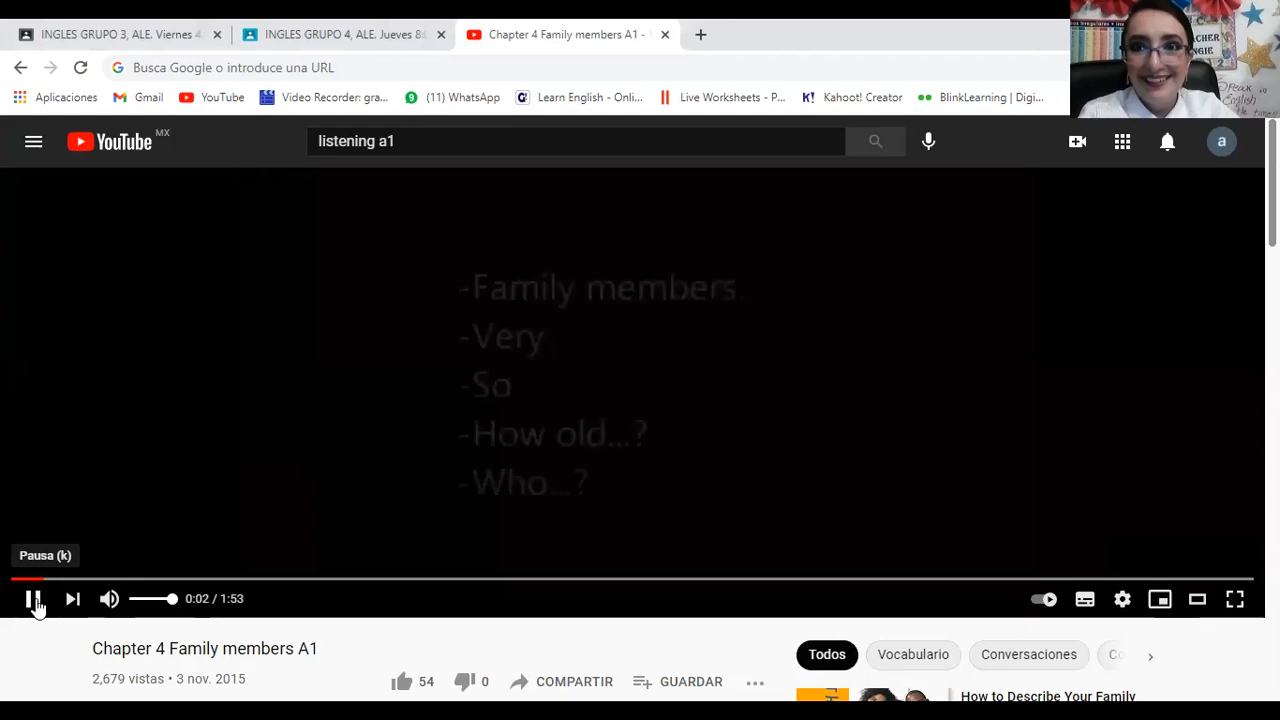 INGLES GRUPO 3, ALE. Viernes 4
INGLES GRUPO 4, ALE. Jueves
Chapter 4 Family members A1 -
Busca Google o introduce una URL
Aplicaciones
Gmail
YouTube
Video Recorder: gra...
(11) WhatsApp
Learn English - Onli...
Live Worksheets - P...
Kahoot! Creator
BlinkLearning | Digi...
YouTube MX
listening a1
a
-Family members
-Very
-So
-How old...?
-Who...?
Pausa (k)
0:02 / 1:53
Chapter 4 Family members A1
2,679 vistas • 3 nov. 2015
54
0
COMPARTIR
GUARDAR
Todos
Vocabulario
Conversaciones
How to Describe Your Family